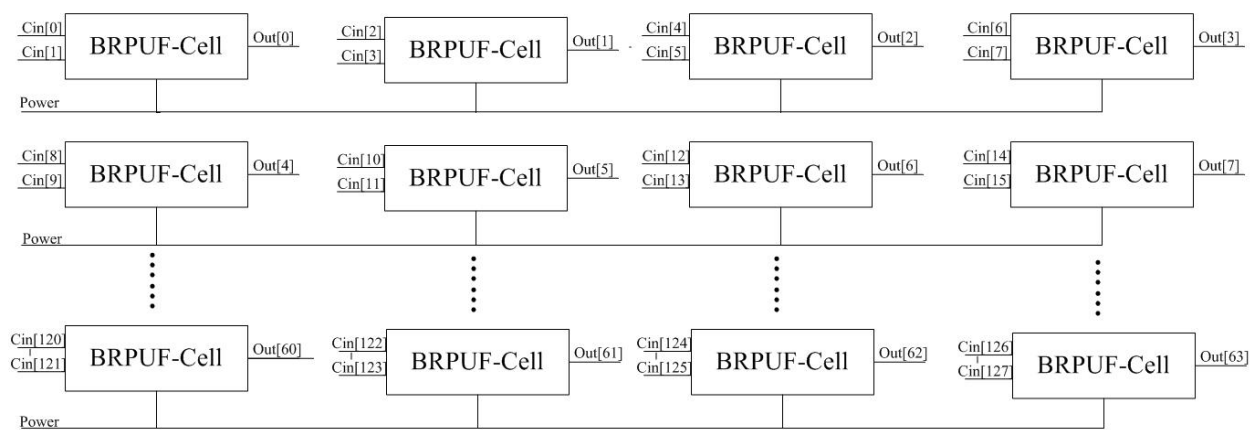 Cin[0] BRPUF-Cell Out[0] Cin[2] BRPUF-Cell Out[1] Cin[4] BRPUF-Cell Out[2] Cin[6] BRPUF-Cell Out[3]
Cin[1] Cin[3] Cin[5] Cin[7]
Power
Cin[8] BRPUF-Cell Out[4] Cin[10] BRPUF-Cell Out[5] Cin[12] BRPUF-Cell Out[6] Cin[14] BRPUF-Cell Out[7]
Cin[9] Cin[11] Cin[13] Cin[15]
Power
Cin[120] BRPUF-Cell Out[60] Cin[122] BRPUF-Cell Out[61] Cin[124] BRPUF-Cell Out[62] Cin[126] BRPUF-Cell Out[63]
Cin[121] Cin[123] Cin[125] Cin[127]
Power